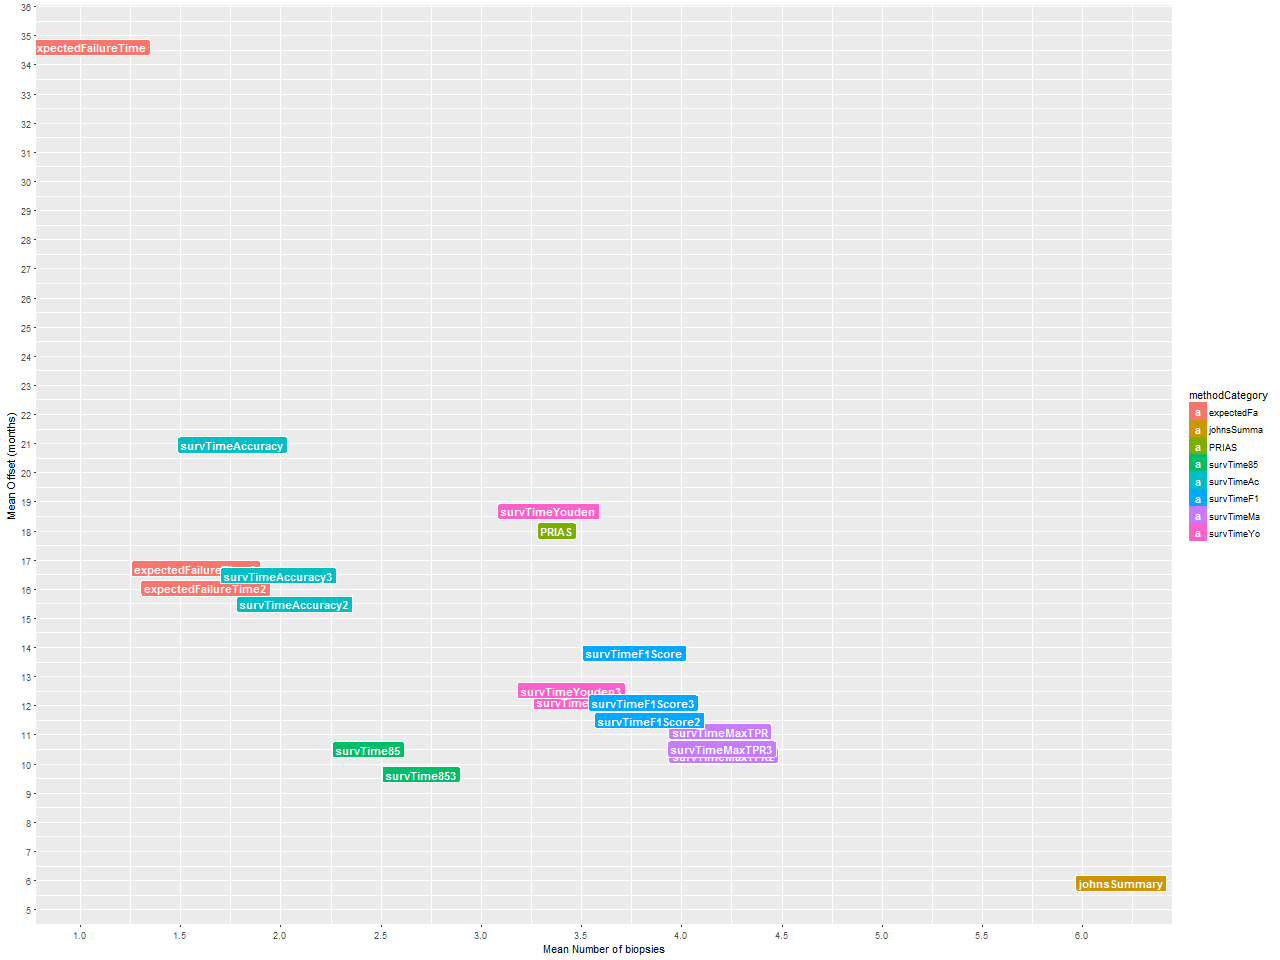 36
35
34
33
32
31
30
29
28
27
26
25
24
23
22
21
20
19
18
17
16
15
14
13
12
11
10
9
8
7
6
5
Mean Offset (months)
xpectedFailureTime
survTimeAccuracy
survTimeYouden
PRIAS
expectedFailure
survTimeAccuracy3
expectedFailureTime2
survTimeAccuracy2
survTimeF1Score
survTimeYouden3
survTime
survTimeF1Score3
survTimeF1Score2
survTimeMaxTPR
survTimeMaxTPR3
survTimeMaxTPR2
survTime85
survTime853
johnsSummary
1.0 1.5 2.0 2.5 3.0 3.5 4.0 4.5 5.0 5.5 6.0
Mean Number of biopsies
methodCategory
a expectedFa
a johnsSumma
a PRIAS
a survTime85
a survTimeAc
a survTimeF1
a survTimeMa
a survTimeYo